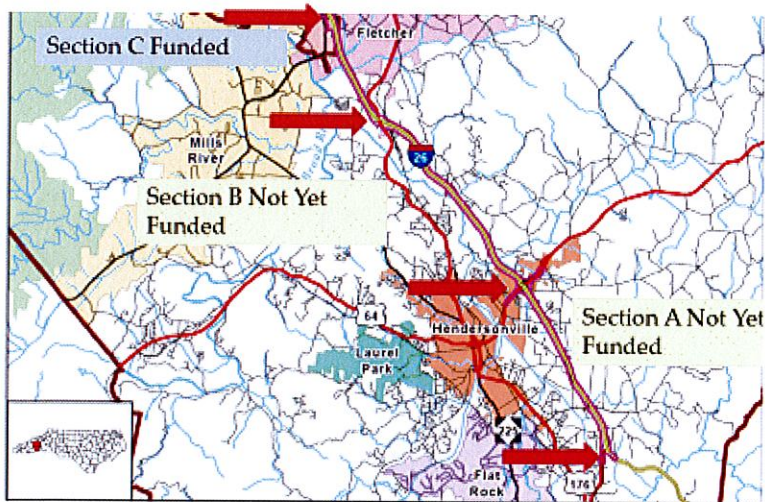 Section C Funded
Fletcher
Mills
River
26
Section B Not Yet
Funded
64
Hendersonville
Section A Not Yet
Funded
Laurel
Park
225
Flat
Rock
176